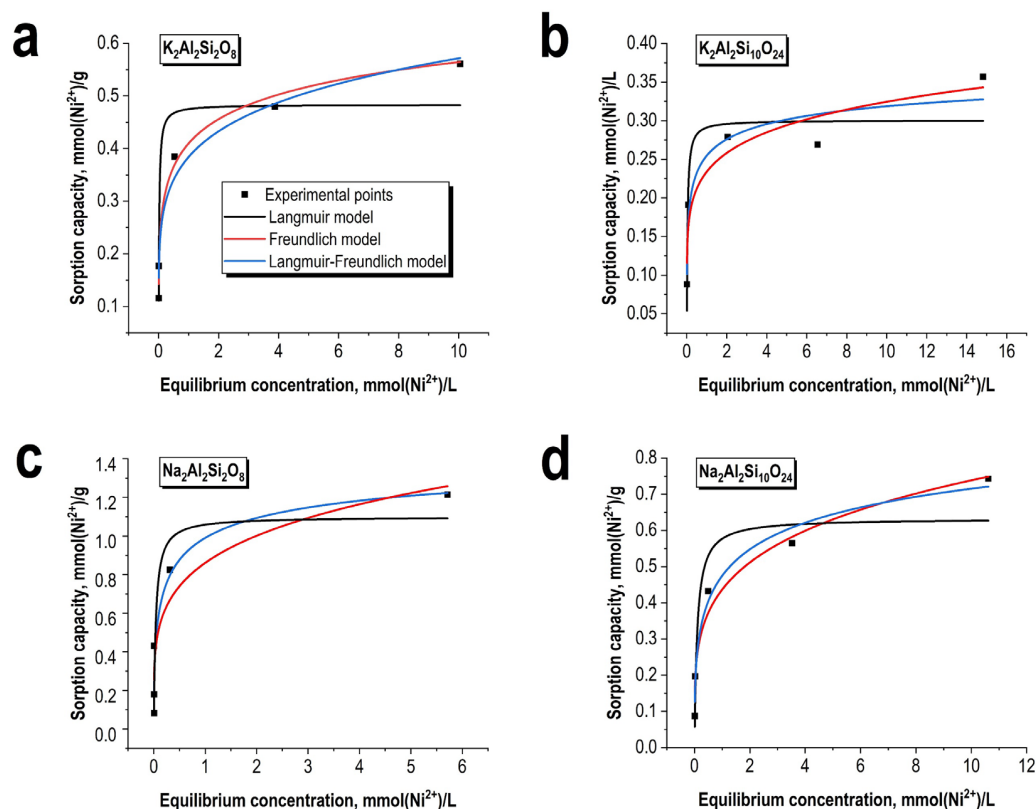 a
K₂Al₂Si₂O₈
Sorption capacity, mmol(Ni²⁺)/g
0.6
0.5
0.4
0.3
0.2
0.1
Experimental points
Langmuir model
Freundlich model
Langmuir-Freundlich model
0 2 4 6 8 10
Equilibrium concentration, mmol(Ni²⁺)/L
b
K₂Al₂Si₁₀O₂₄
Sorption capacity, mmol(Ni²⁺)/L
0.40
0.35
0.30
0.25
0.20
0.15
0.10
0.05
0 2 4 6 8 10 12 14 16
Equilibrium concentration, mmol(Ni²⁺)/L
c
Na₂Al₂Si₂O₈
Sorption capacity, mmol(Ni²⁺)/g
1.4
1.2
1.0
0.8
0.6
0.4
0.2
0.0
0 1 2 3 4 5 6
Equilibrium concentration, mmol(Ni²⁺)/L
d
Na₂Al₂Si₁₀O₂₄
Sorption capacity, mmol(Ni²⁺)/g
0.8
0.7
0.6
0.5
0.4
0.3
0.2
0.1
0.0
0 2 4 6 8 10 12
Equilibrium concentration, mmol(Ni²⁺)/L